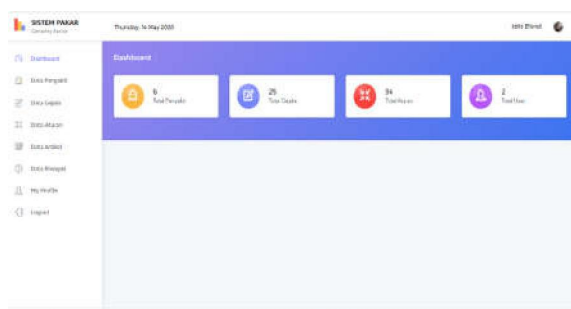 SISTEM PAKAR
Thursday, 14 May 2020
Dashboard
Data Penyakit
Data Gejala
Data Aturan
Data Artikel
Data Riwayat
My Profile
Logout
Dashboard
6
Total Penyakit
25
Total Gejala
34
Total Aturan
2
Total User